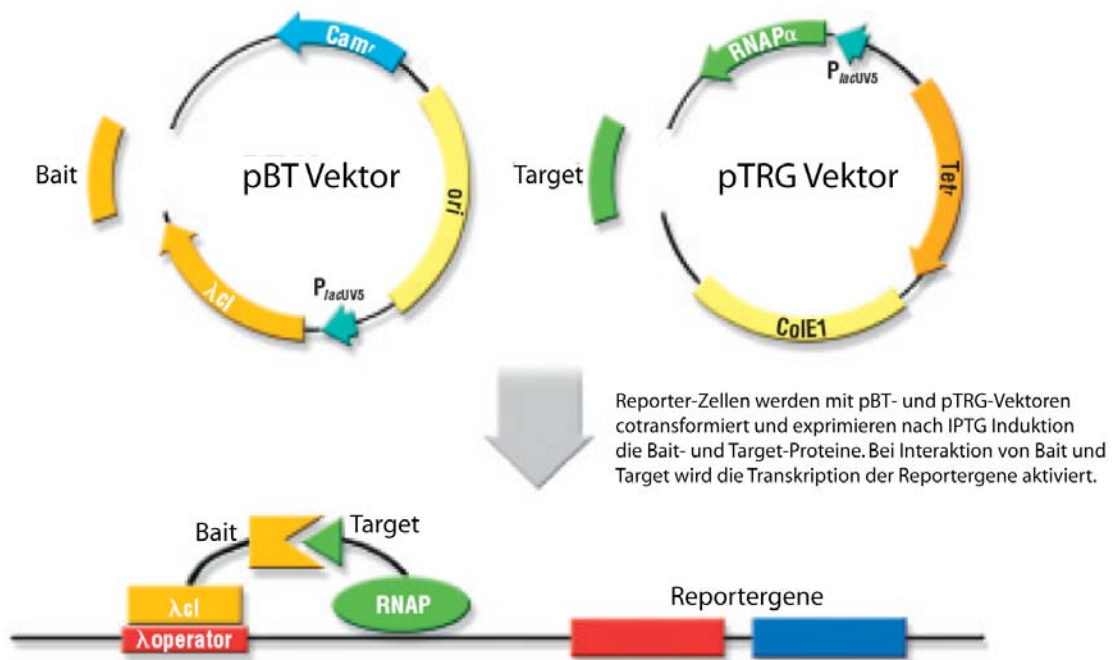 Camʳ
RNAPα
PlacUV5
Bait
pBT Vektor
ori
Target
pTRG Vektor
Tetʳ
λcI
PlacUV5
ColE1
Reporter-Zellen werden mit pBT- und pTRG-Vektoren
cotransformiert und exprimieren nach IPTG Induktion
die Bait- und Target-Proteine. Bei Interaktion von Bait und
Target wird die Transkription der Reportergene aktiviert.
Bait
Target
λcI
RNAP
Reportergene
λoperator